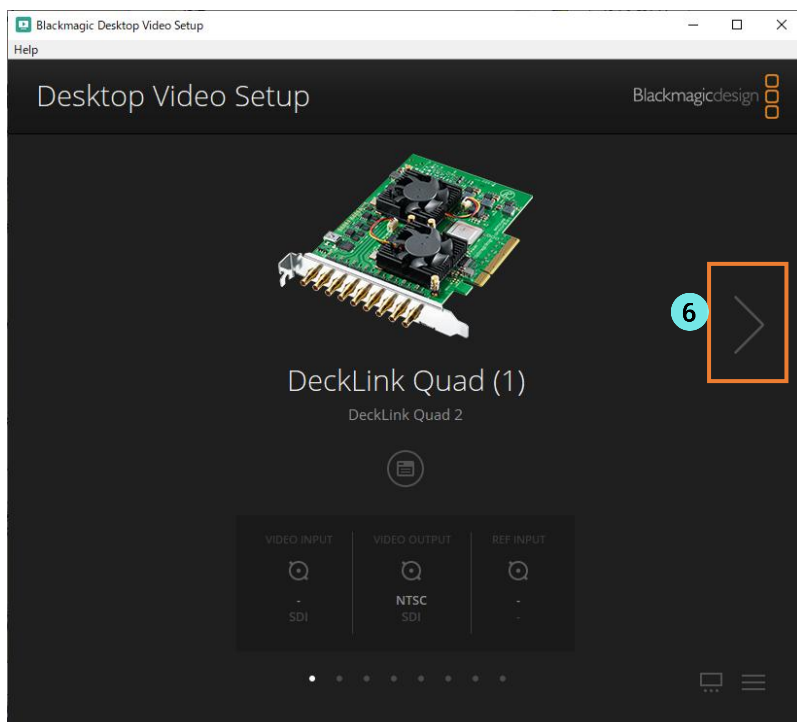 Blackmagic Desktop Video Setup
Help
Desktop Video Setup
Blackmagicdesign
6
DeckLink Quad (1)
DeckLink Quad 2
VIDEO INPUT VIDEO OUTPUT REF INPUT
- NTSC -
SDI SDI -